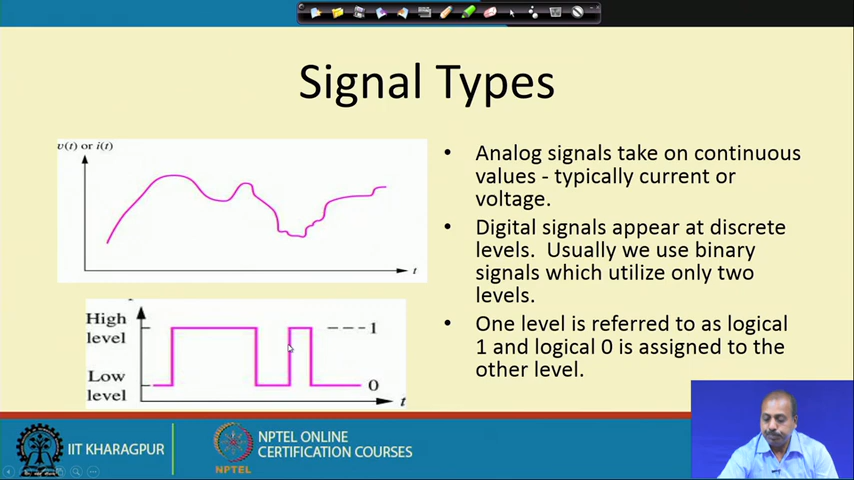 Signal Types
v(t) or i(t)
t
High
level
1
Low
level
0
t
• Analog signals take on continuous
values - typically current or
voltage.
• Digital signals appear at discrete
levels. Usually we use binary
signals which utilize only two
levels.
• One level is referred to as logical
1 and logical 0 is assigned to the
other level.
IIT KHARAGPUR
NPTEL
NPTEL ONLINE
CERTIFICATION COURSES